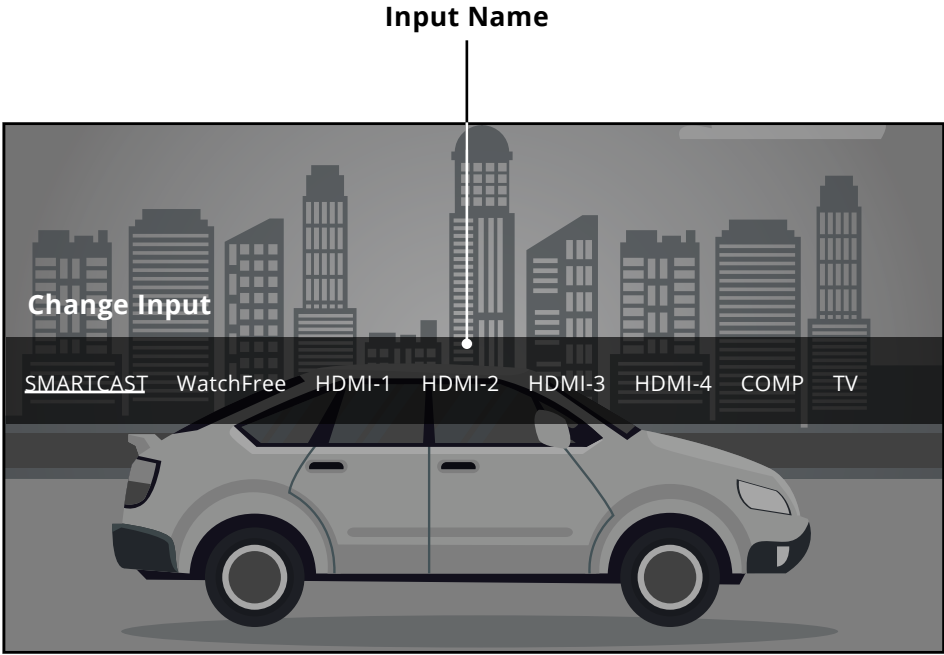 Input Name
Change Input
SMARTCAST WatchFree HDMI-1 HDMI-2 HDMI-3 HDMI-4 COMP TV